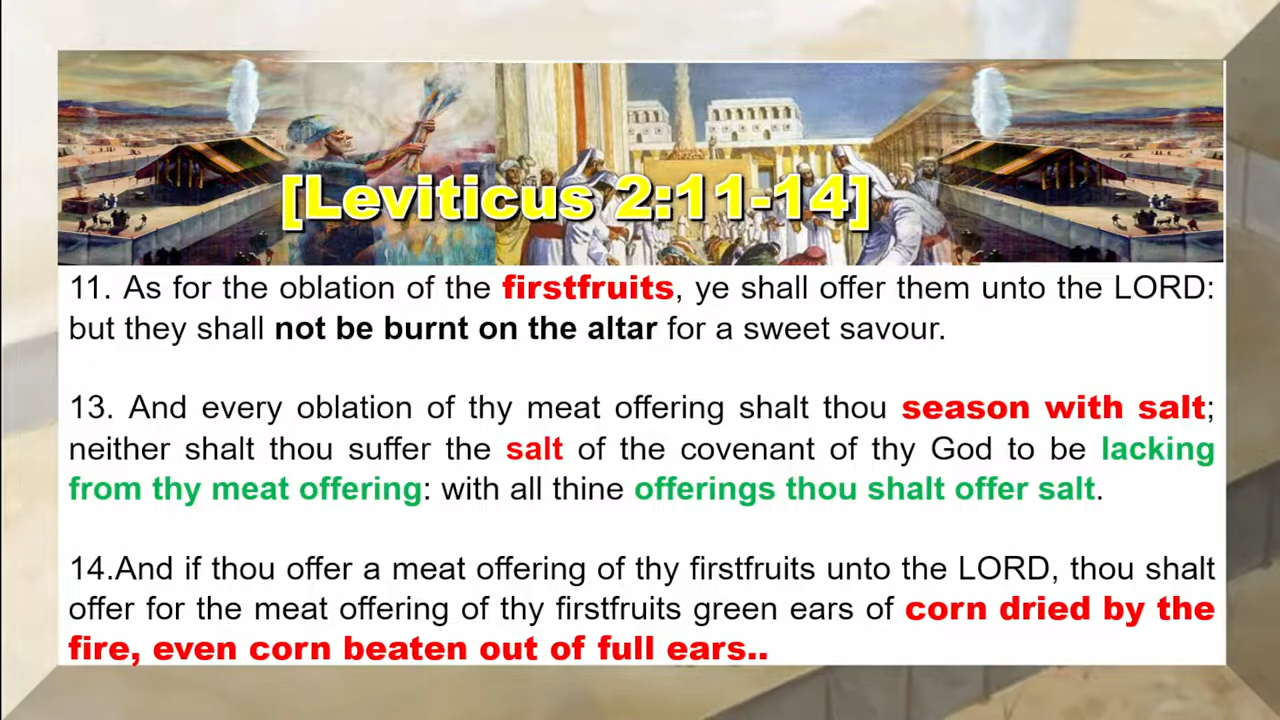 [Leviticus 2:11-14]
11. As for the oblation of the firstfruits, ye shall offer them unto the LORD:
but they shall not be burnt on the altar for a sweet savour.
13. And every oblation of thy meat offering shalt thou season with salt;
neither shalt thou suffer the salt of the covenant of thy God to be lacking
from thy meat offering: with all thine offerings thou shalt offer salt.
14.And if thou offer a meat offering of thy firstfruits unto the LORD, thou shalt
offer for the meat offering of thy firstfruits green ears of corn dried by the
fire, even corn beaten out of full ears..